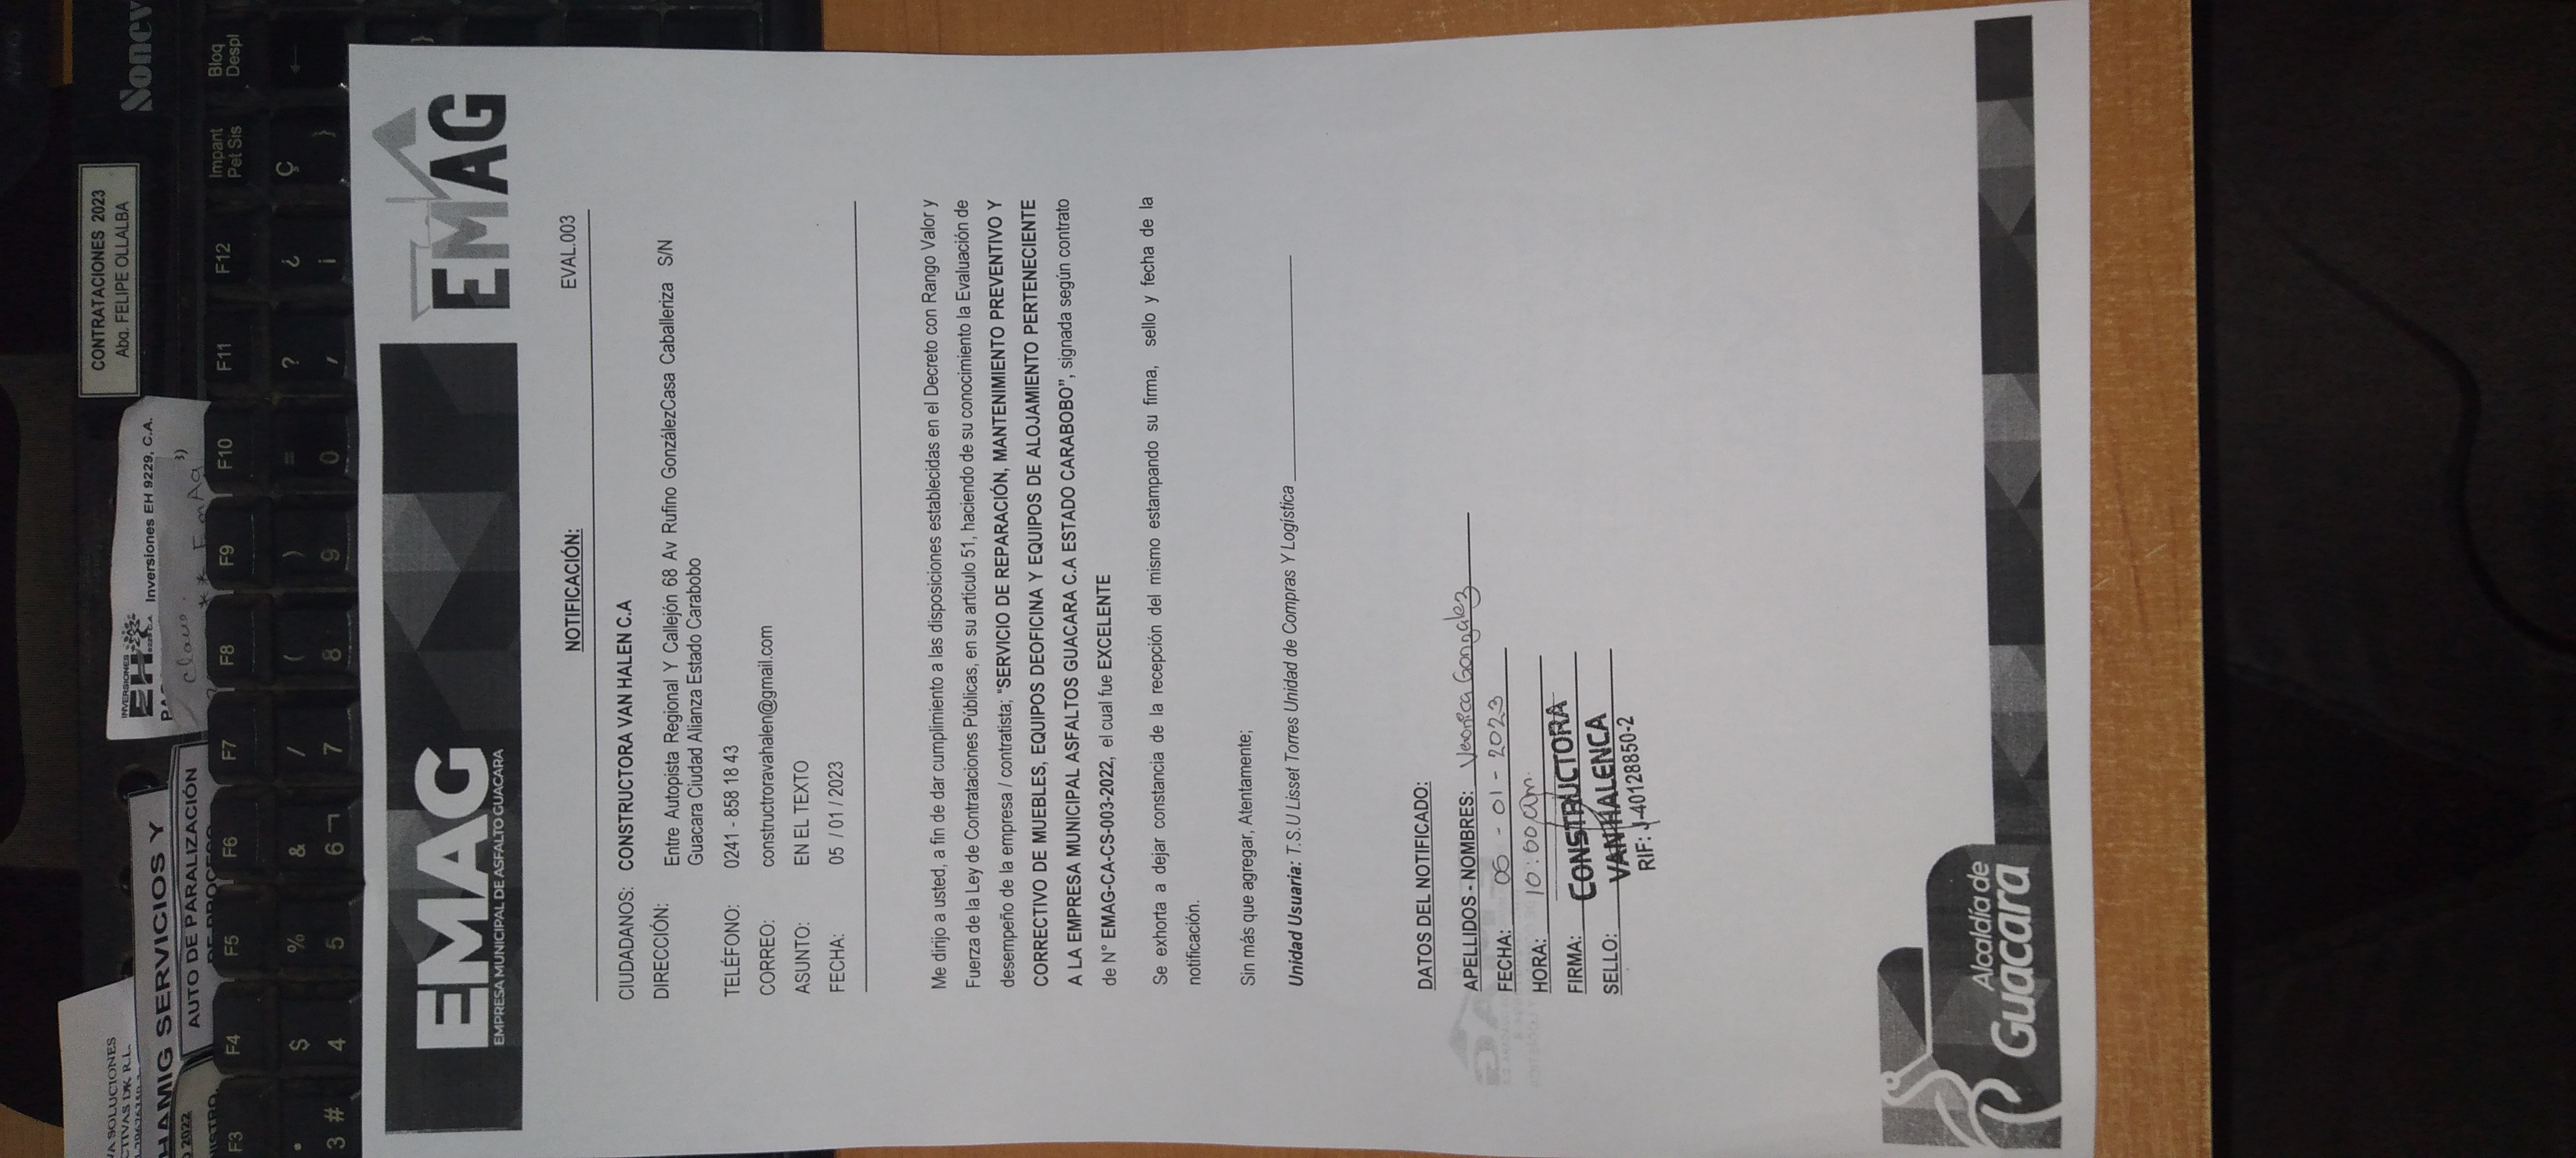 VA SOLUCIONES
CTIVAS DK R.L.
HAMIG SERVICIOS Y
O 2022
AUTO DE PARALIZACIÓN
DE PROCESO
INVERSIONES
EH
9229 C.A.
Inversiones EH 9229, C.A.
Clave
3)
** EmAg
CONTRATACIONES 2023
Abg. FELIPE OLLALBA
Soney
F3 F4 F5 F6 F7 F8 F9 F10 F11 F12 Impant Bloq
Pet Sis Despl
· $ % & / ( ) = ? ¿ Ç ←
3 # 4 5 6 ¬ 7 8 9 0 ' ¡ }
EMAG
EMPRESA MUNICIPAL DE ASFALTO GUACARA
EMAG
NOTIFICACIÓN: EVAL.003
CIUDADANOS: CONSTRUCTORA VAN HALEN C.A
DIRECCIÓN: Entre Autopista Regional Y Callejón 68 Av Rufino GonzálezCasa Caballeriza S/N
Guacara Ciudad Alianza Estado Carabobo
TELÉFONO: 0241 - 858 18 43
CORREO: constructroravahalen@gmail.com
ASUNTO: EN EL TEXTO
FECHA: 05 / 01 / 2023
Me dirijo a usted, a fin de dar cumplimiento a las disposiciones establecidas en el Decreto con Rango Valor y
Fuerza de la Ley de Contrataciones Públicas, en su artículo 51, haciendo de su conocimiento la Evaluación de
desempeño de la empresa / contratista; "SERVICIO DE REPARACIÓN, MANTENIMIENTO PREVENTIVO Y
CORRECTIVO DE MUEBLES, EQUIPOS DEOFICINA Y EQUIPOS DE ALOJAMIENTO PERTENECIENTE
A LA EMPRESA MUNICIPAL ASFALTOS GUACARA C.A ESTADO CARABOBO", signada según contrato
de N° EMAG-CA-CS-003-2022, el cual fue EXCELENTE
Se exhorta a dejar constancia de la recepción del mismo estampando su firma, sello y fecha de la
notificación.
Sin más que agregar, Atentamente;
Unidad Usuaria: T.S.U Lisset Torres Unidad de Compras Y Logística
DATOS DEL NOTIFICADO:
APELLIDOS - NOMBRES: Veronica Gonzalez
FECHA: 05 - 01 - 2023
HORA: 10:00 am.
FIRMA:
SELLO:
CONSTRUCTORA
VAN HALENCA
RIF: J-40128850-2
Alcaldía de
Guacara